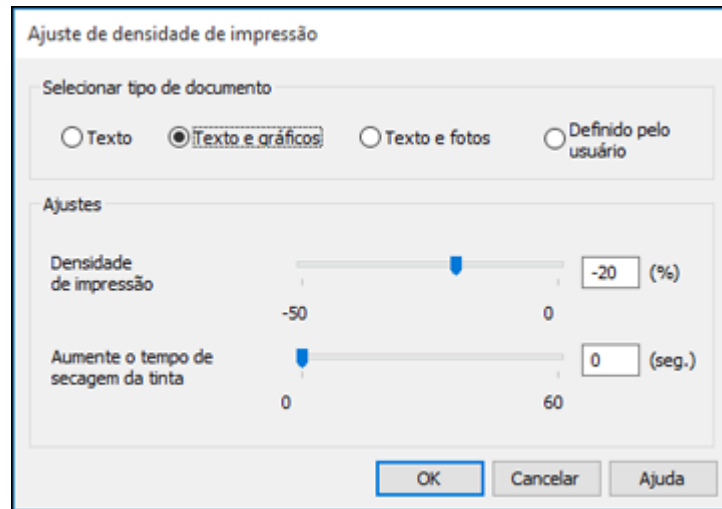 Ajuste de densidade de impressão
Selecionar tipo de documento
Texto Texto e gráficos Texto e fotos Definido pelo
usuário
Ajustes
Densidade
de impressão
-20 (%)
-50 0
Aumente o tempo de
secagem da tinta
0 (seg.)
0 60
OK Cancelar Ajuda